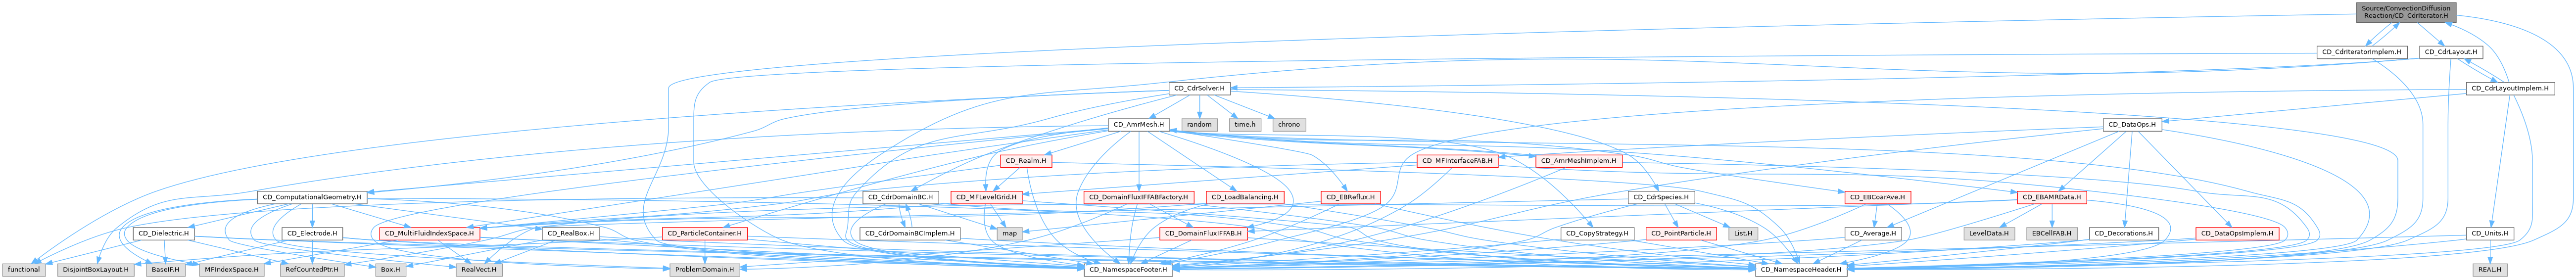 Source/ConvectionDiffusion
Reaction/CD_CdrIterator.H
CD_CdrIteratorImplem.H
CD_CdrLayout.H
CD_CdrSolver.H
CD_CdrLayoutImplem.H
CD_AmrMesh.H
random
time.h
chrono
CD_DataOps.H
CD_Realm.H
CD_MFInterfaceFAB.H
CD_AmrMeshImplem.H
CD_ComputationalGeometry.H
CD_CdrDomainBC.H
CD_MFLevelGrid.H
CD_DomainFluxIFFABFactory.H
CD_LoadBalancing.H
CD_EBReflux.H
CD_CdrSpecies.H
CD_EBCoarAve.H
CD_EBAMRData.H
CD_Dielectric.H
CD_Electrode.H
CD_MultiFluidIndexSpace.H
CD_RealBox.H
CD_ParticleContainer.H
CD_CdrDomainBCImplem.H
map
CD_DomainFluxIFFAB.H
CD_CopyStrategy.H
CD_PointParticle.H
List.H
CD_Average.H
LevelData.H
EBCellFAB.H
CD_Decorations.H
CD_DataOpsImplem.H
CD_Units.H
functional
DisjointBoxLayout.H
BaseIF.H
MFIndexSpace.H
RefCountedPtr.H
Box.H
RealVect.H
ProblemDomain.H
CD_NamespaceFooter.H
CD_NamespaceHeader.H
REAL.H